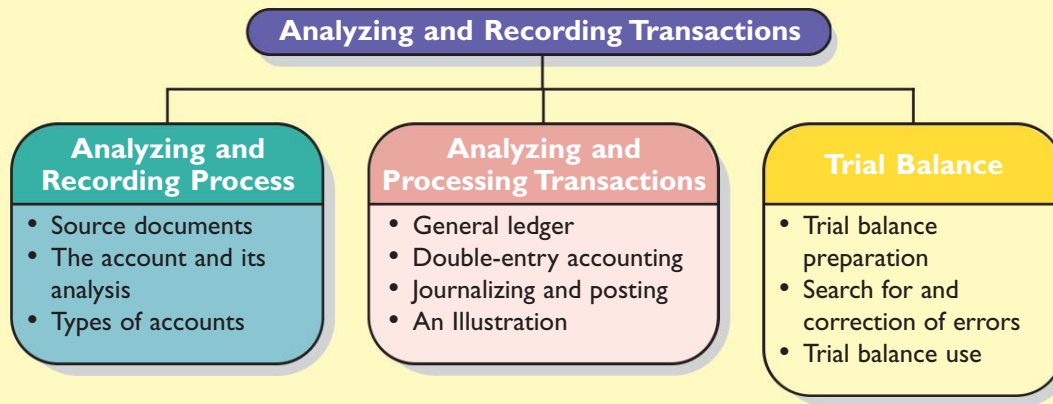 Analyzing and Recording Transactions
Analyzing and
Recording Process
• Source documents
• The account and its
analysis
• Types of accounts
Analyzing and
Processing Transactions
• General ledger
• Double-entry accounting
• Journalizing and posting
• An Illustration
Trial Balance
• Trial balance
preparation
• Search for and
correction of errors
• Trial balance use